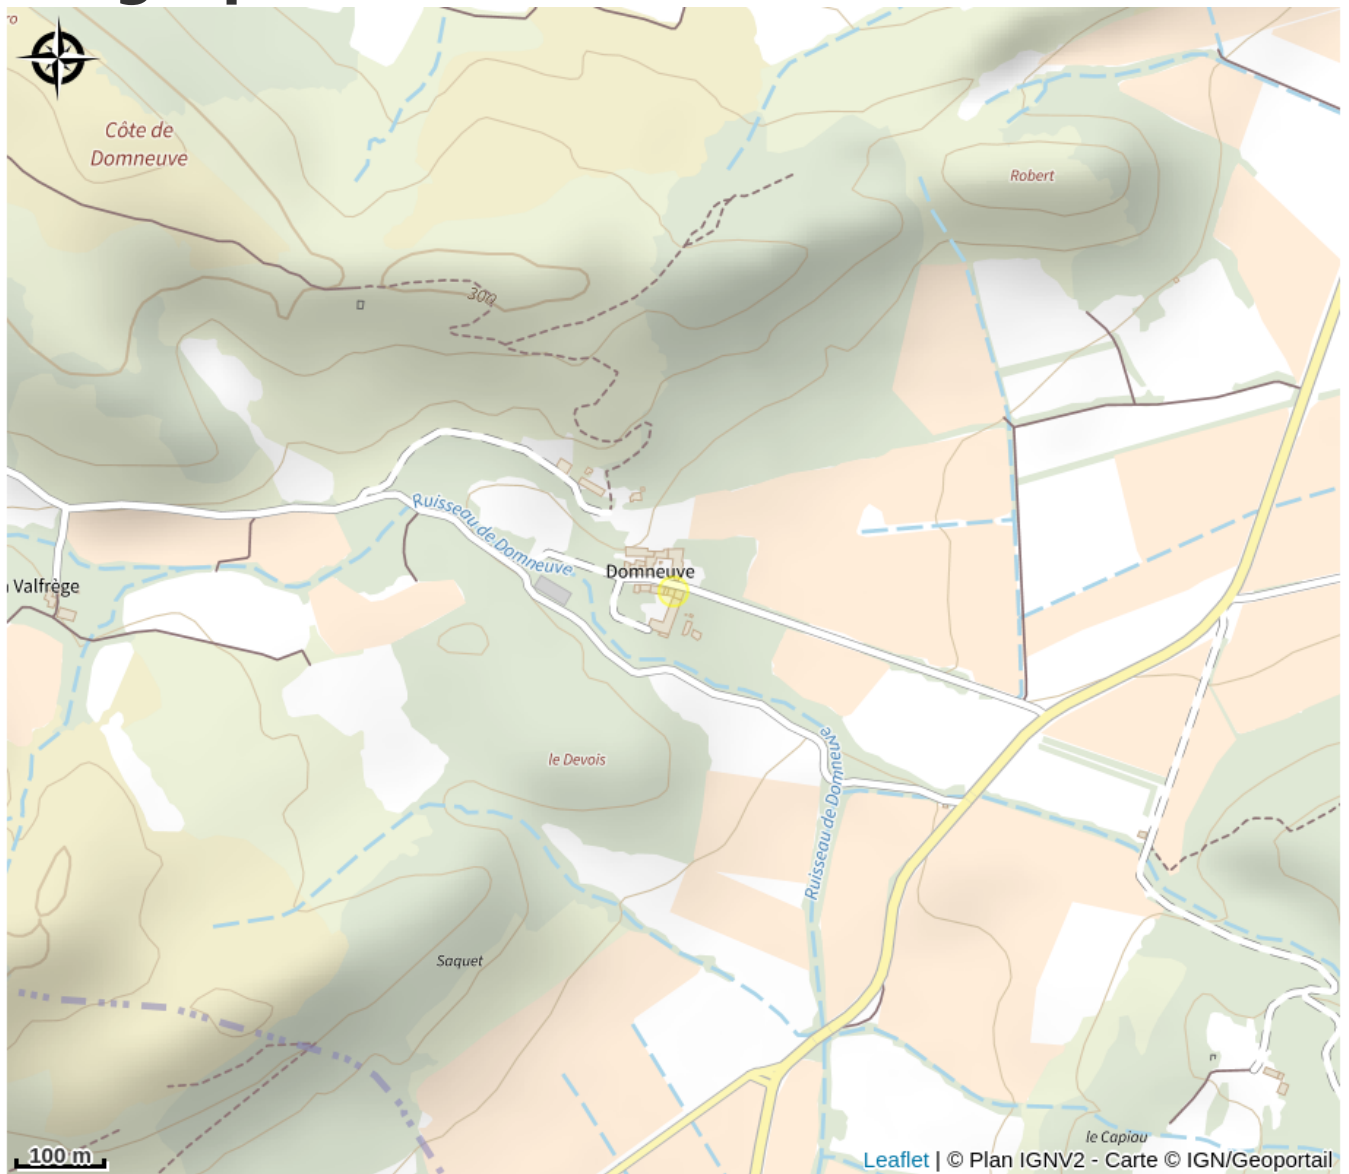 Côte de
Domneuve
Robert
300
Ruisseau de Domneuve
Domneuve
Valfrège
le Devois
Ruisseau de Domneuve
Saquet
le Capiou
100 m
Leaflet | © Plan IGNV2 - Carte © IGN/Geoportail